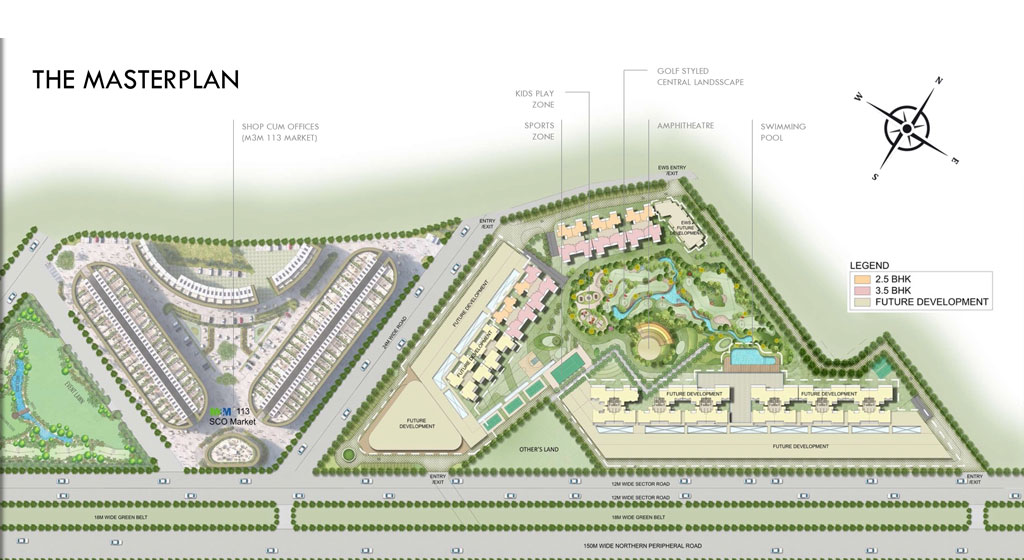 THE MASTERPLAN
GOLF STYLED
CENTRAL LANDSSCAPE
KIDS PLAY
ZONE
SHOP CUM OFFICES
(M3M 113 MARKET)
SPORTS
ZONE
AMPHITHEATRE
SWIMMING
POOL
N
W
E
S
EWS ENTRY
/EXIT
ENTRY
/EXIT
EWS
FUTURE
DEVELOPMENT
LEGEND
2.5 BHK
3.5 BHK
FUTURE DEVELOPMENT
FUTURE DEVELOPMENT
24M WIDE ROAD
FUTURE DEVELOPMENT
EVENT LAWN
FUTURE DEVELOPMENT
FUTURE DEVELOPMENT
M3M 113
SCO Market
FUTURE
DEVELOPMENT
FUTURE DEVELOPMENT
OTHER'S LAND
ENTRY
/EXIT
ENTRY
/EXIT
12M WIDE SECTOR ROAD
12M WIDE SECTOR ROAD
18M WIDE GREEN BELT
18M WIDE GREEN BELT
150M WIDE NORTHERN PERIPHERAL ROAD